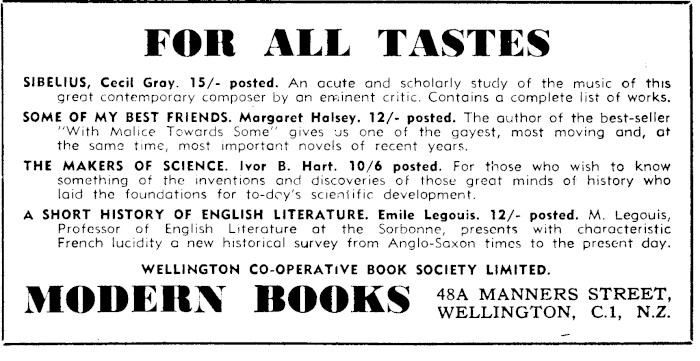 FOR ALL TASTES
SIBELIUS, Cecil Gray. 15/- posted. An acute and scholarly study of the music of this
great contemporary composer by an eminent critic. Contains a complete list of works.
SOME OF MY BEST FRIENDS. Margaret Halsey. 12/- posted. The author of the best-seller
"With Malice Towards Some" gives us one of the gayest, most moving and, at
the same time, most important novels of recent years.
THE MAKERS OF SCIENCE. Ivor B. Hart. 10/6 posted. For those who wish to know
something of the inventions and discoveries of those great minds of history who
laid the foundations for to-day's scientific development.
A SHORT HISTORY OF ENGLISH LITERATURE. Emile Legouis. 12/- posted. M. Legouis,
Professor of English Literature at the Sorbonne, presents with characteristic
French lucidity a new historical survey from Anglo-Saxon times to the present day.
WELLINGTON CO-OPERATIVE BOOK SOCIETY LIMITED.
MODERN BOOKS
48A MANNERS STREET,
WELLINGTON, C.1, N.Z.